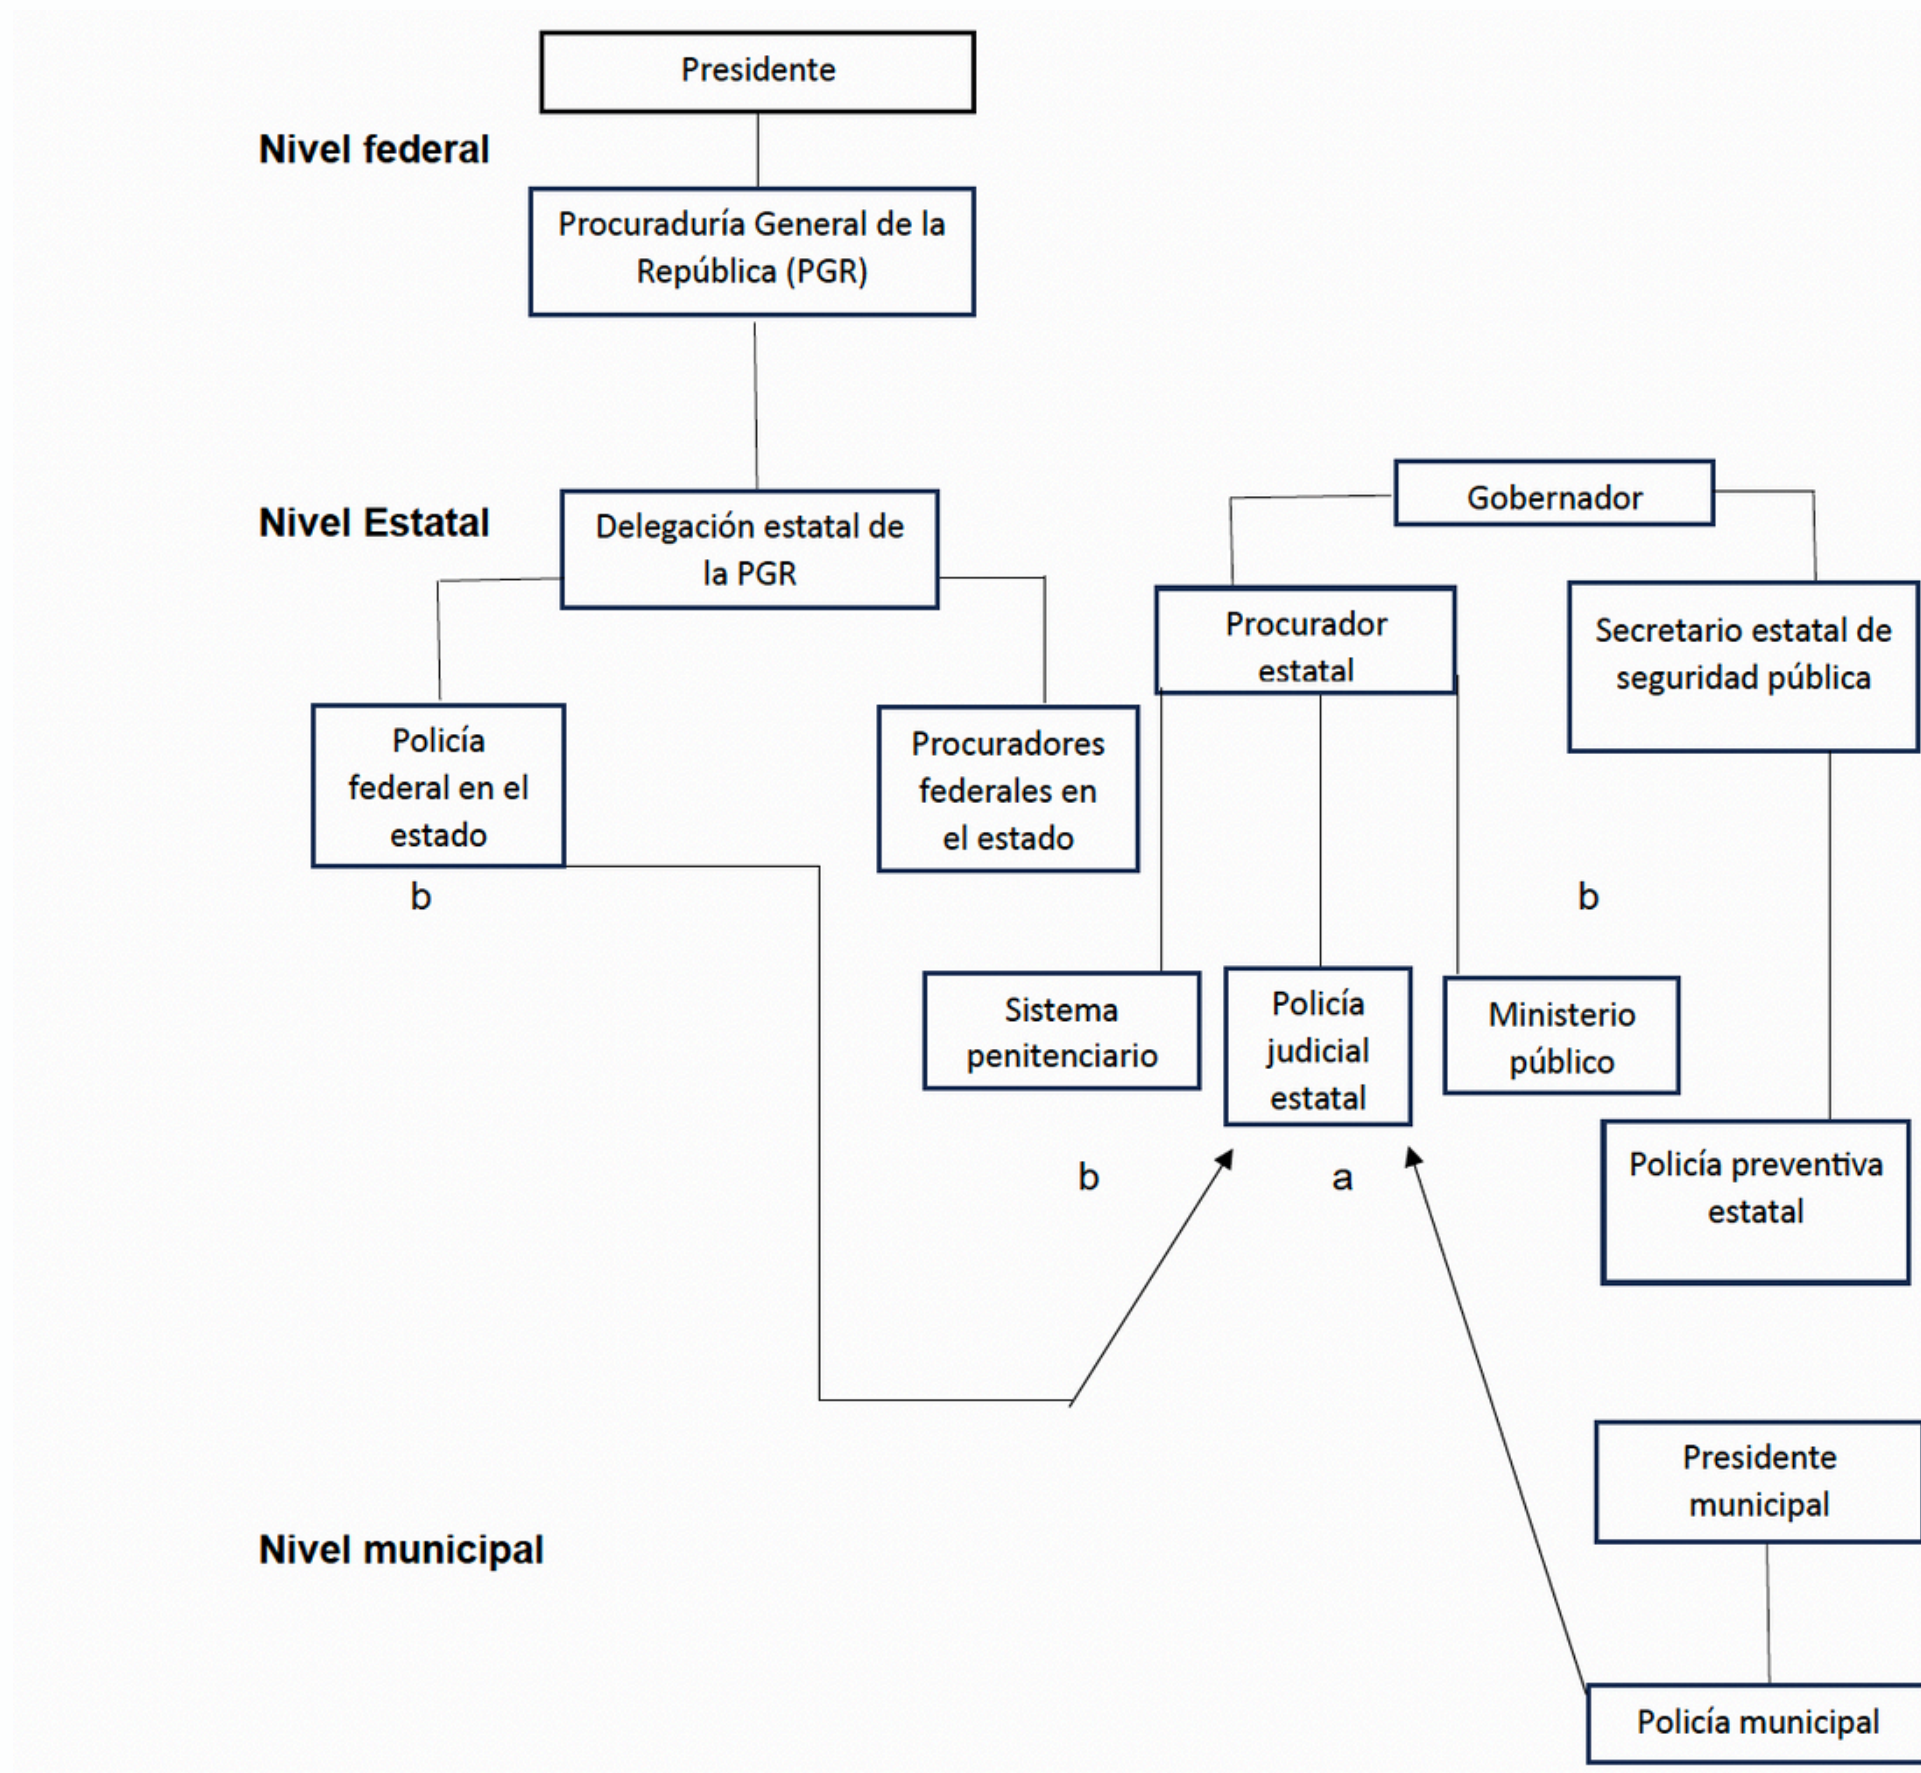 Presidente
Nivel federal
Procuraduría General de la
República (PGR)
Gobernador
Nivel Estatal
Delegación estatal de
la PGR
Procurador
estatal
Secretario estatal de
seguridad pública
Policía
federal en el
estado
Procuradores
federales en
el estado
b
b
Sistema
penitenciario
Policía
judicial
estatal
Ministerio
público
b
a
Policía preventiva
estatal
Presidente
municipal
Nivel municipal
Policía municipal